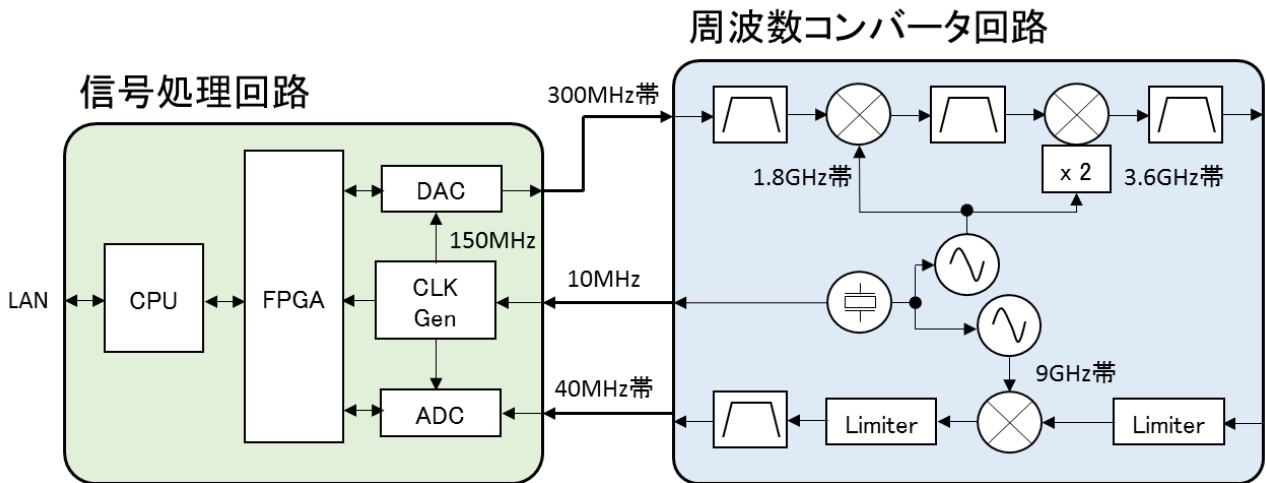 周波数コンバータ回路
信号処理回路
300MHz帯
DAC
1.8GHz帯
x 2
3.6GHz帯
150MHz
LAN
CPU
FPGA
CLK
Gen
10MHz
9GHz帯
40MHz帯
ADC
Limiter
Limiter